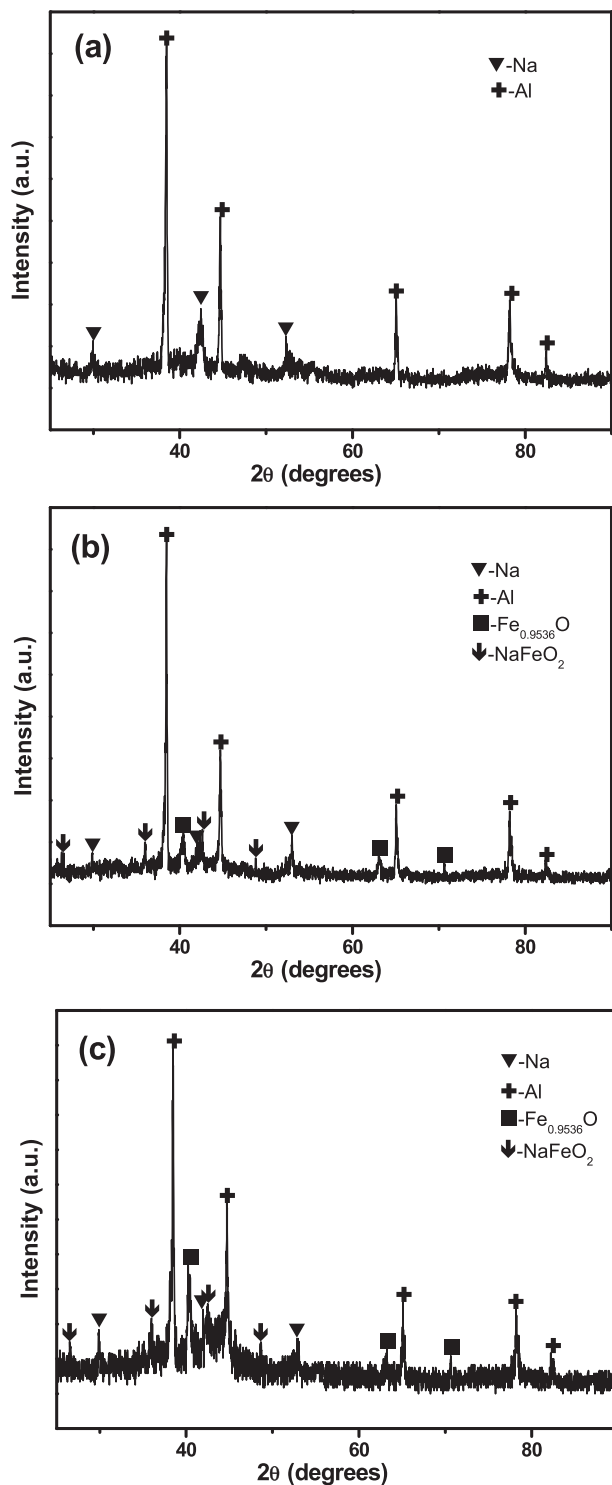 (a)
-Na
-Al
Intensity (a.u.)
40 60 80
2θ (degrees)
(b)
-Na
-Al
-Fe0.9536O
-NaFeO2
Intensity (a.u.)
40 60 80
2θ (degrees)
(c)
-Na
-Al
-Fe0.9536O
-NaFeO2
Intensity (a.u.)
40 60 80
2θ (degrees)